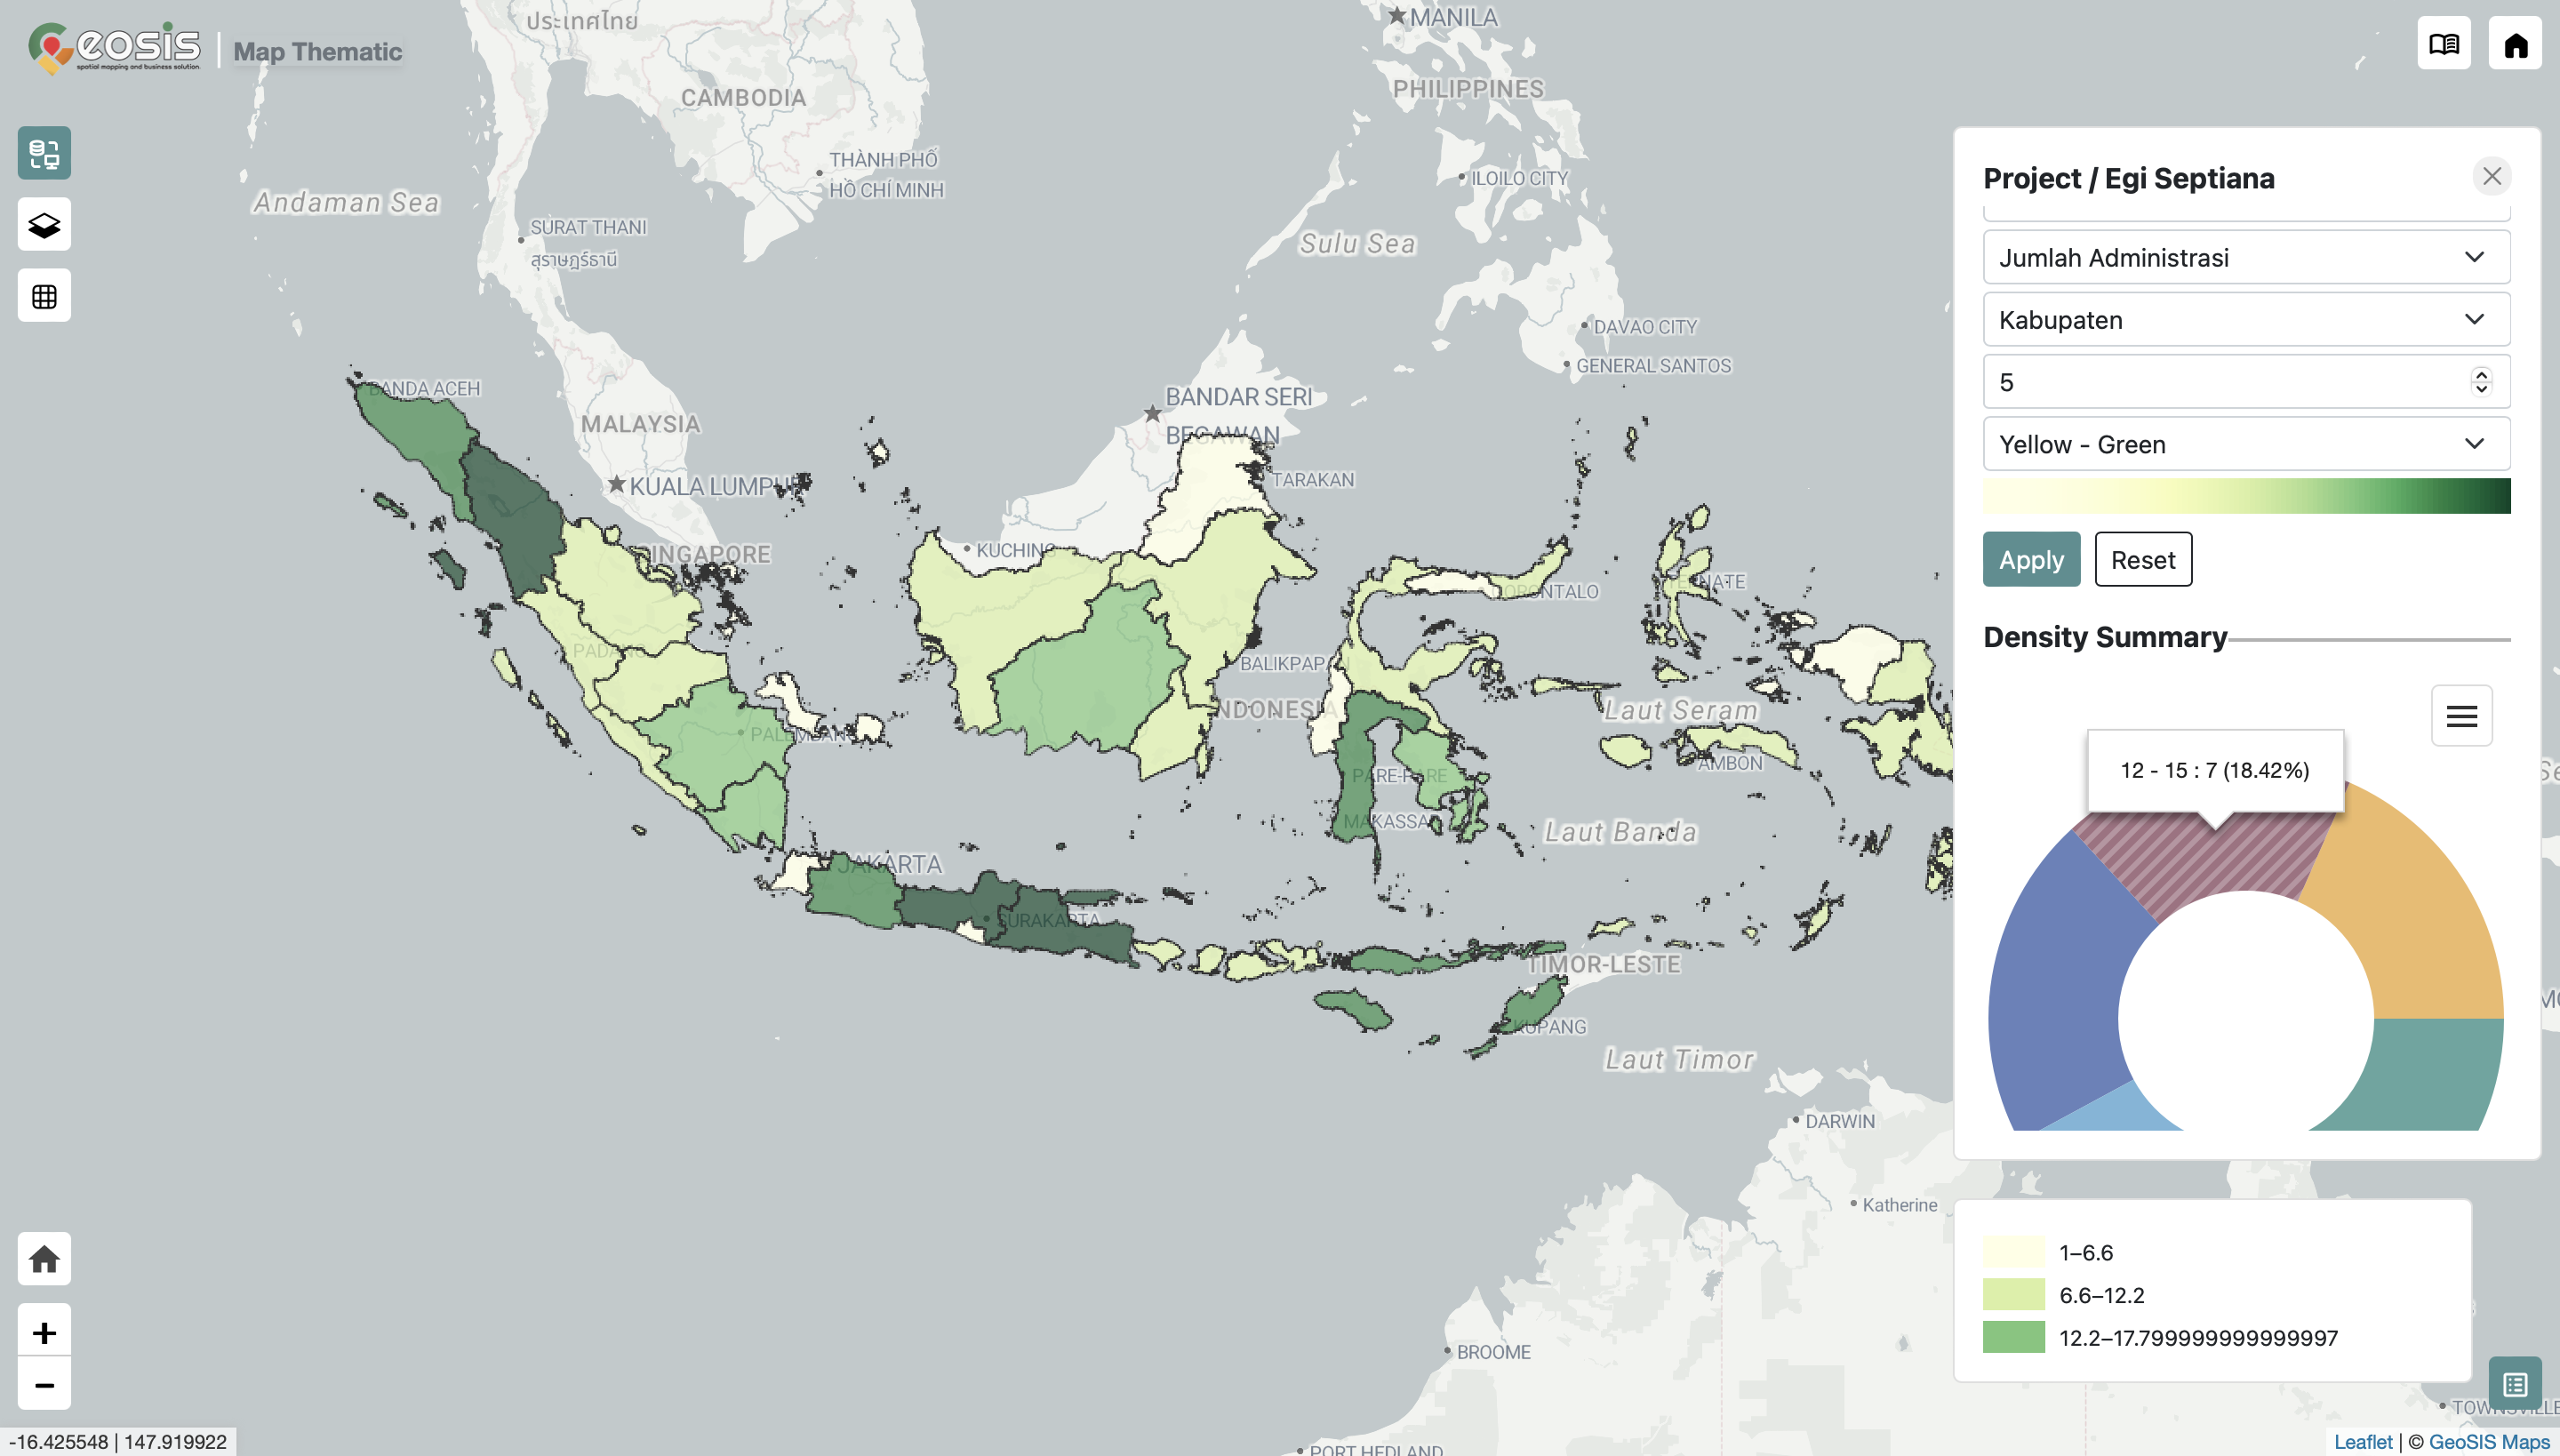 eosis
spatial mapping and business solution
Map Thematic
ประเทศไทย
MANILA
PHILIPPINES
CAMBODIA
THÀNH PHỐ
HỒ CHÍ MINH
ILOILO CITY
Andaman Sea
SURAT THANI
สุราษฎร์ธานี
Sulu Sea
DAVAO CITY
GENERAL SANTOS
BANDA ACEH
BANDAR SERI
BEGAWAN
MALAYSIA
KUALA LUMPU
TARAKAN
KUCHING
SINGAPORE
GORONTALO
TERNATE
PADANG
BALIKPAPAN
INDONESIA
Laut Seram
PALEMBANG
AMBON
PARE-PARE
MAKASSA
Laut Banda
JAKARTA
SURAKARTA
TIMOR-LESTE
KUPANG
Laut Timor
DARWIN
Katherine
BROOME
PORT HEDLAND
TOWNSVILLE
Project / Egi Septiana
Jumlah Administrasi
Kabupaten
5
Yellow - Green
Apply
Reset
Density Summary
12 - 15 : 7 (18.42%)
1–6.6
6.6–12.2
12.2–17.799999999999997
-16.425548 | 147.919922
Leaflet | © GeoSIS Maps